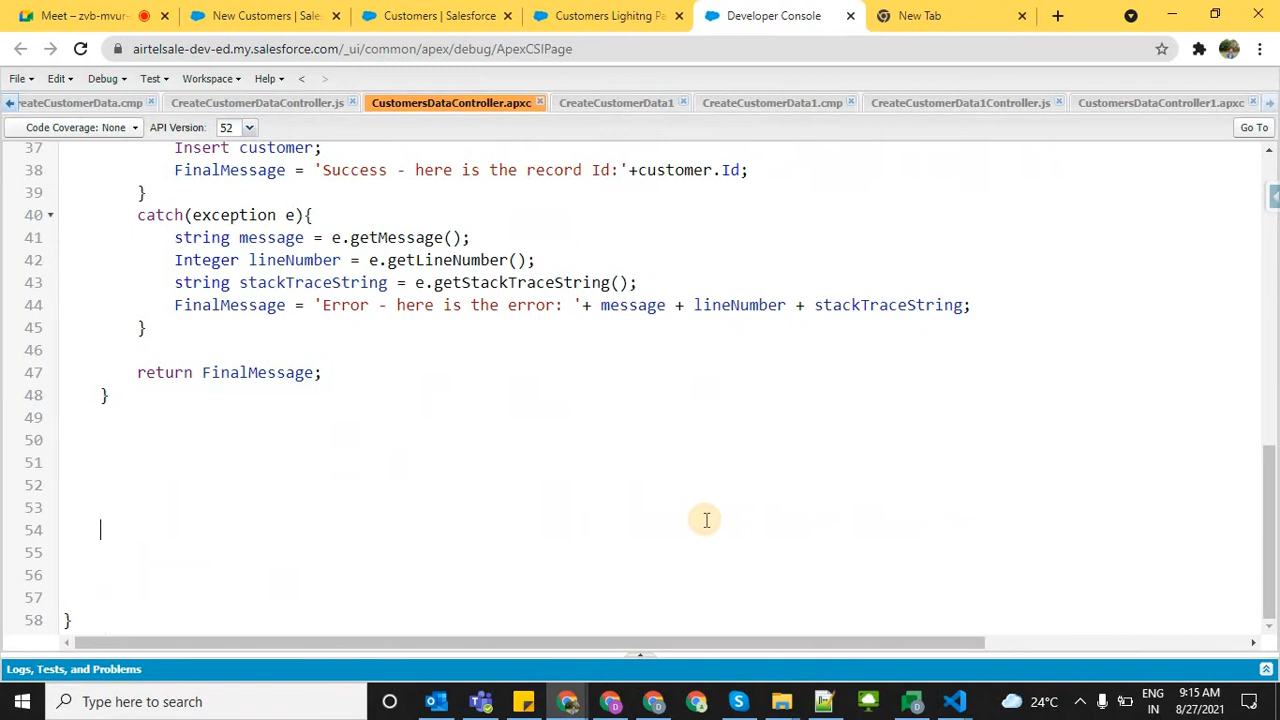 Meet – zvb-mvur- New Customers | Sales Customers | Salesforce Customers Lighitng Pa Developer Console New Tab
airtelsale-dev-ed.my.salesforce.com/_ui/common/apex/debug/ApexCSIPage
File Edit Debug Test Workspace Help < >
reateCustomerData.cmp CreateCustomerDataController.js CustomersDataController.apxc CreateCustomerData1 CreateCustomerData1.cmp CreateCustomerData1Controller.js CustomersDataController1.apxc
Code Coverage: None API Version: 52 Go To
37 Insert customer;
38 FinalMessage = 'Success - here is the record Id:'+customer.Id;
39 }
40 catch(exception e){
41 string message = e.getMessage();
42 Integer lineNumber = e.getLineNumber();
43 string stackTraceString = e.getStackTraceString();
44 FinalMessage = 'Error - here is the error: '+ message + lineNumber + stackTraceString;
45 }
46
47 return FinalMessage;
48 }
49
50
51
52
53
54
55
56
57
58 }
Logs, Tests, and Problems
Type here to search
24°C
ENG
IN
9:15 AM
8/27/2021